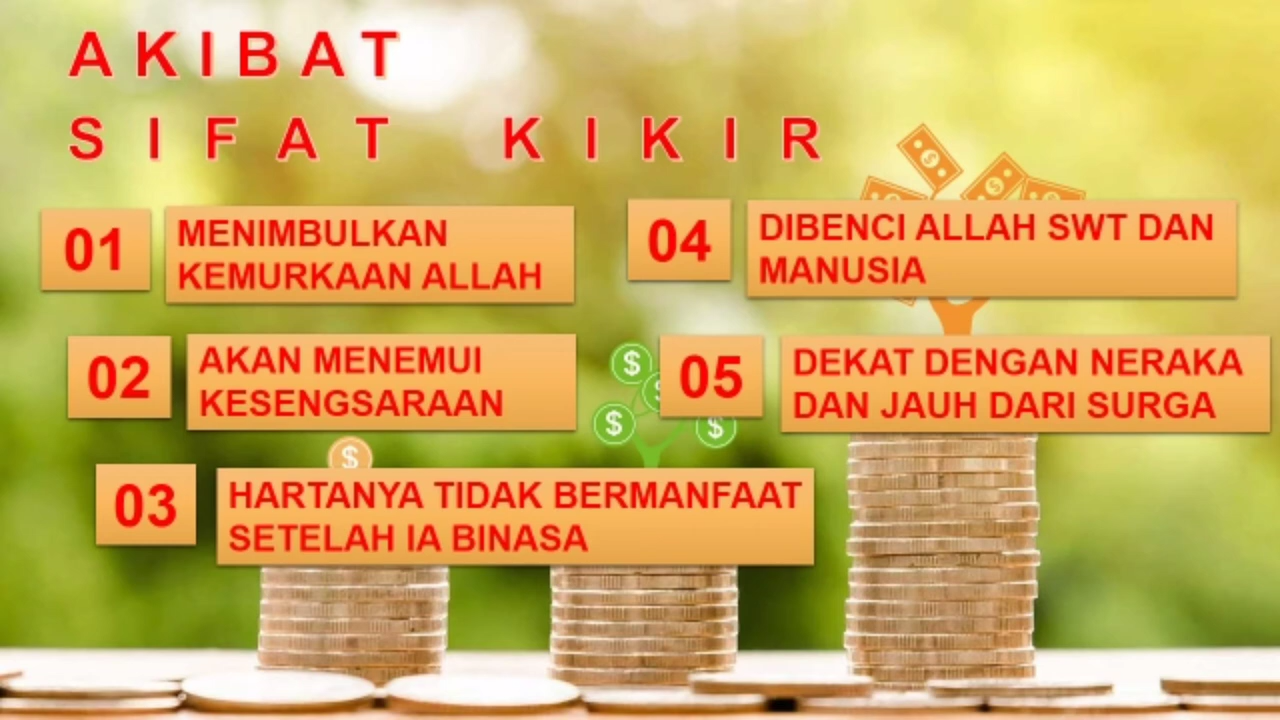 AKIBAT
SIFAT KIKIR
01
MENIMBULKAN
KEMURKAAN ALLAH
02
AKAN MENEMUI
KESENGSARAAN
03
HARTANYA TIDAK BERMANFAAT
SETELAH IA BINASA
04
DIBENCI ALLAH SWT DAN
MANUSIA
05
DEKAT DENGAN NERAKA
DAN JAUH DARI SURGA